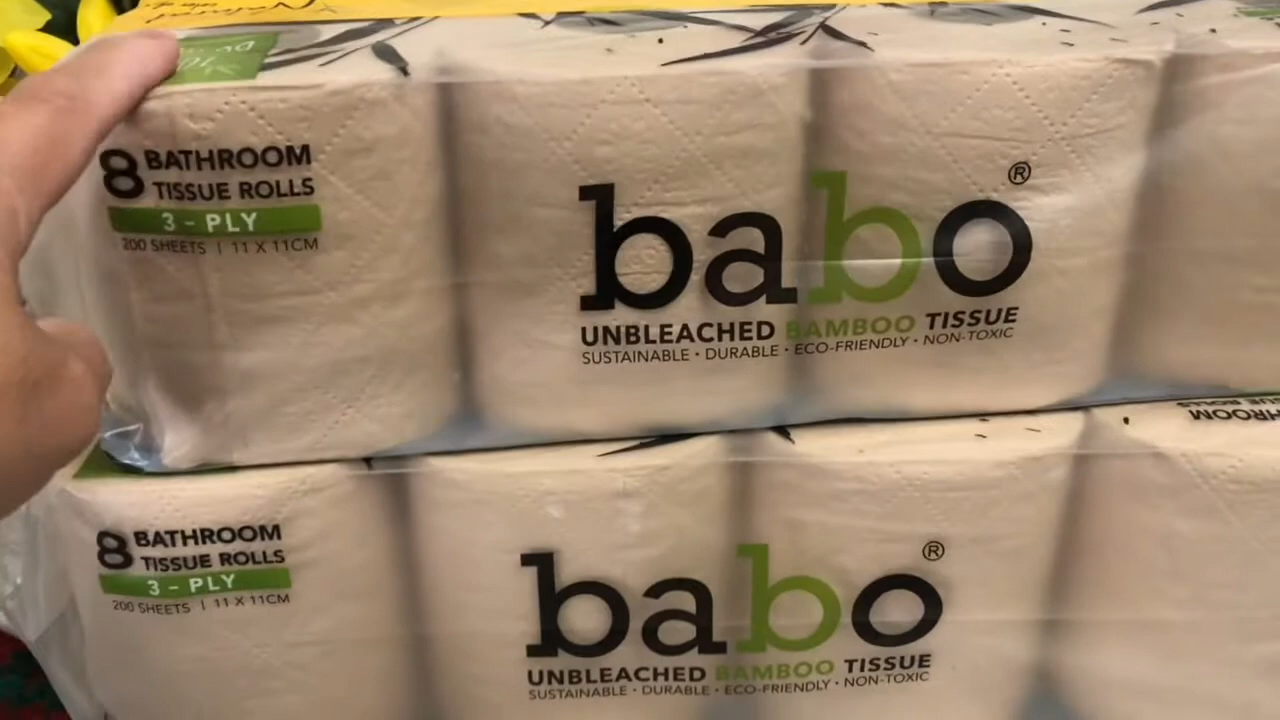 Natural
8 BATHROOM
TISSUE ROLLS
3 - PLY
200 SHEETS | 11 X 11CM
babo®
UNBLEACHED BAMBOO TISSUE
SUSTAINABLE · DURABLE · ECO-FRIENDLY · NON-TOXIC
8 BATHROOM
TISSUE ROLLS
3 - PLY
200 SHEETS | 11 X 11CM
babo®
UNBLEACHED BAMBOO TISSUE
SUSTAINABLE · DURABLE · ECO-FRIENDLY · NON-TOXIC